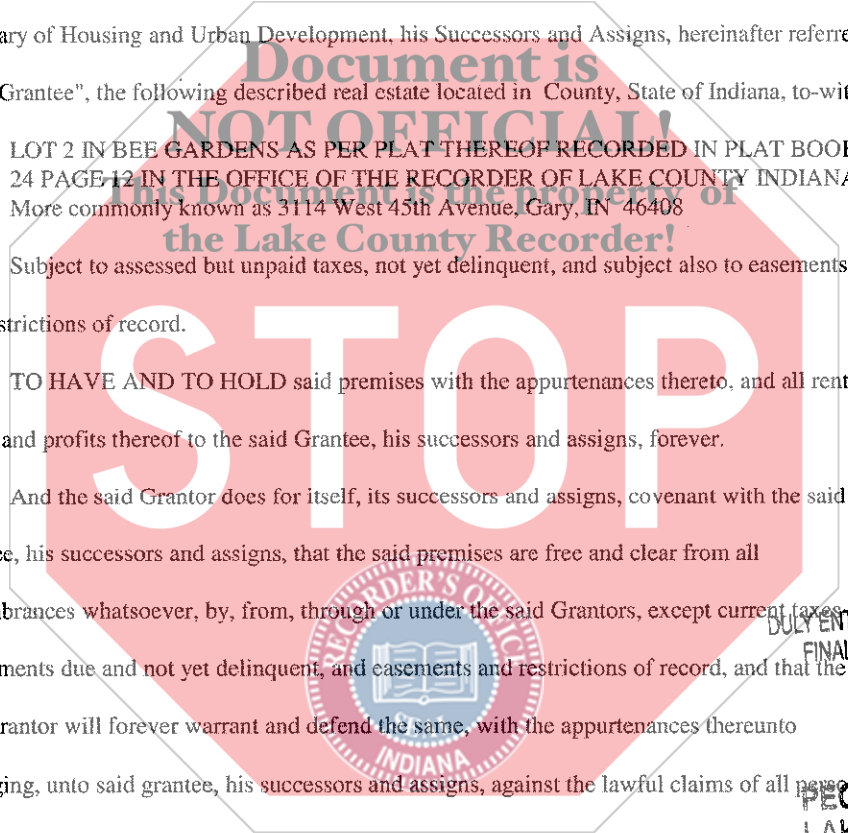 ary of Housing and Urban Development, his Successors and Assigns, hereinafter referre
Document is
Grantee", the following described real estate located in County, State of Indiana, to-wit
NOT OFFICIAL!
LOT 2 IN BEE GARDENS AS PER PLAT THEREOF RECORDED IN PLAT BOOK
24 PAGE 12 IN THE OFFICE OF THE RECORDER OF LAKE COUNTY INDIANA
This Document is the property of
More commonly known as 3114 West 45th Avenue, Gary, IN 46408
the Lake County Recorder!
Subject to assessed but unpaid taxes, not yet delinquent, and subject also to easements
strictions of record.
STOP
TO HAVE AND TO HOLD said premises with the appurtenances thereto, and all rent
and profits thereof to the said Grantee, his successors and assigns, forever.
And the said Grantor does for itself, its successors and assigns, covenant with the said
ee, his successors and assigns, that the said premises are free and clear from all
brances whatsoever, by, from, through or under the said Grantors, except current taxes
DULY ENT
FINAL
ments due and not yet delinquent, and easements and restrictions of record, and that the
rantor will forever warrant and defend the same, with the appurtenances thereunto
ging, unto said grantee, his successors and assigns, against the lawful claims of all perso
RECORDER'S OFFICE
SEAL
INDIANA